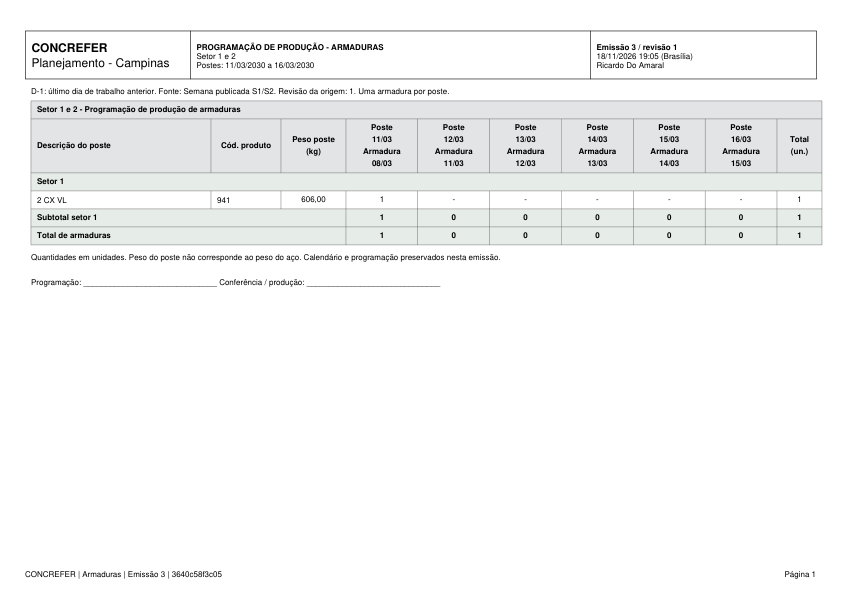 CONCREFER
Planejamento - Campinas
PROGRAMAÇÃO DE PRODUÇÃO - ARMADURAS
Setor 1 e 2
Postes: 11/03/2030 a 16/03/2030
Emissão 3 / revisão 1
18/11/2026 19:05 (Brasília)
Ricardo Do Amaral
D-1: último dia de trabalho anterior. Fonte: Semana publicada S1/S2. Revisão da origem: 1. Uma armadura por poste.
Setor 1 e 2 - Programação de produção de armaduras
Descrição do poste
Cód. produto
Peso poste
(kg)
Poste
11/03
Armadura
08/03
Poste
12/03
Armadura
11/03
Poste
13/03
Armadura
12/03
Poste
14/03
Armadura
13/03
Poste
15/03
Armadura
14/03
Poste
16/03
Armadura
15/03
Total
(un.)
Setor 1
2 CX VL 941 606,00 1 - - - - - 1
Subtotal setor 1 1 0 0 0 0 0 1
Total de armaduras 1 0 0 0 0 0 1
Quantidades em unidades. Peso do poste não corresponde ao peso do aço. Calendário e programação preservados nesta emissão.
Programação: ______________________________ Conferência / produção: ______________________________
CONCREFER | Armaduras | Emissão 3 | 3640c58f3c05
Página 1